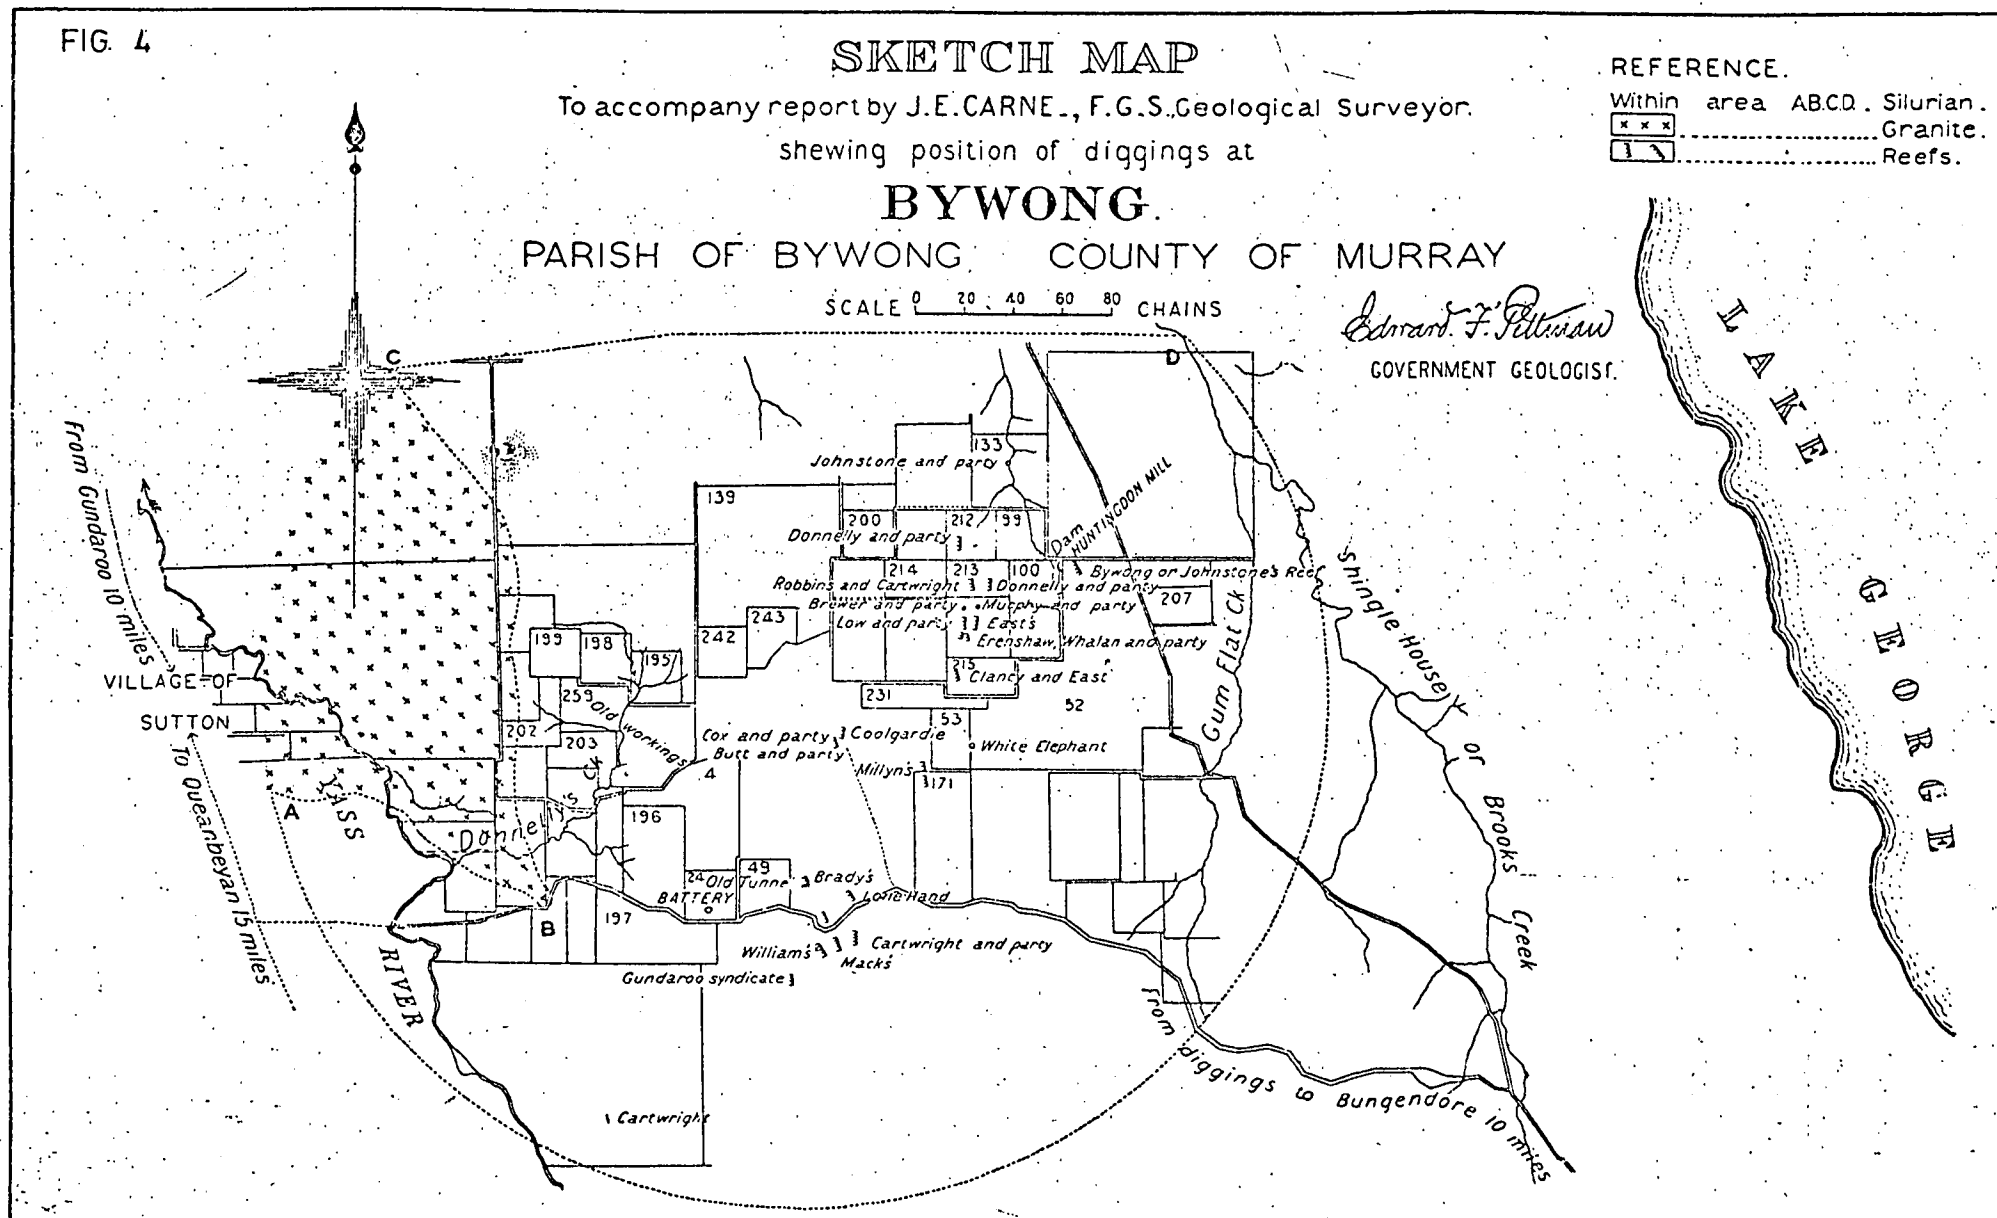 FIG. 4
SKETCH MAP
To accompany report by J.E.CARNE., F.G.S.,Geological Surveyor.
shewing position of diggings at
BYWONG.
PARISH OF BYWONG. COUNTY OF MURRAY
SCALE 0 20 40 60 80 CHAINS
REFERENCE.
Within area A.B.C.D. Silurian.
x x x Granite.
Reefs.
Edward. F. Pittman
GOVERNMENT GEOLOGIST.
LAKE GEORGE
C
D
From Gundaroo 10 miles
133
Johnstone and party
139
HUNTINGDON MILL
Dam
200
212
199
Donnelly and party
214
213
100
Bywong or Johnstone's Reef
Robbins and Cartwright
Donnelly and party
207
Brewer and party
Murphy and party
Low and party
East's
Erenshaw, Whalan and party
243
242
199
198
195
215
Clancy and East
VILLAGE OF
SUTTON
259
Old workings
231
52
53
202
203
Cox and party
Coolgardie
Butt and party
White Elephant
4
Millyn's
171
Gum Flat Ck
Shingle House
or
Brooks
Creek
To Queanbeyan 15 miles
A
YASS
RIVER
Donnelly's Ck
196
49
24
Old Tunnel
Brady's
BATTERY
Lone Hand
197
B
William's
Macks
Cartwright and party
Gundaroo syndicate
From diggings to Bungendore 10 miles
Cartwright